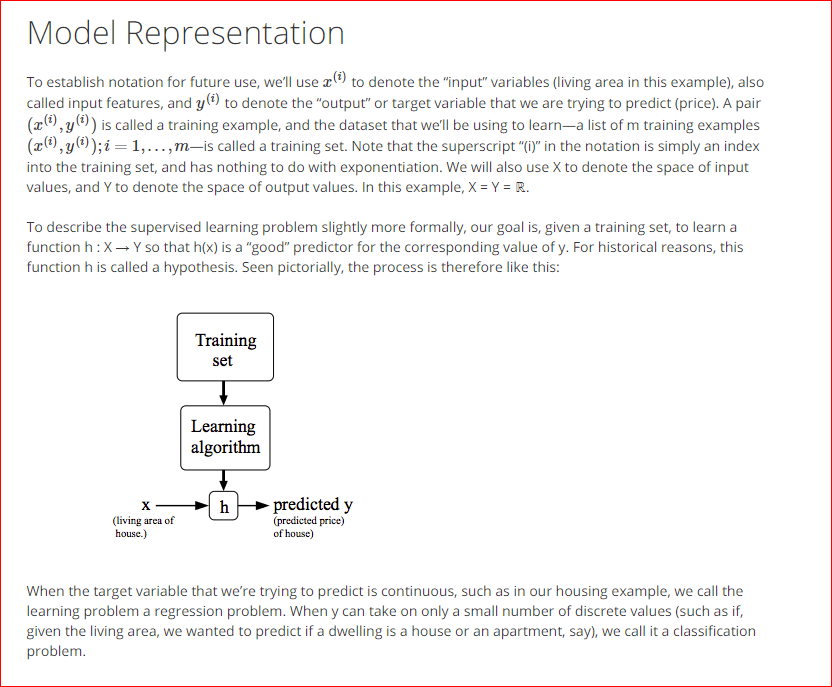 Model Representation
To establish notation for future use, we'll use x⁽ⁱ⁾ to denote the “input” variables (living area in this example), also
called input features, and y⁽ⁱ⁾ to denote the “output” or target variable that we are trying to predict (price). A pair
(x⁽ⁱ⁾, y⁽ⁱ⁾) is called a training example, and the dataset that we'll be using to learn—a list of m training examples
(x⁽ⁱ⁾, y⁽ⁱ⁾); i = 1, . . . , m—is called a training set. Note that the superscript “(i)” in the notation is simply an index
into the training set, and has nothing to do with exponentiation. We will also use X to denote the space of input
values, and Y to denote the space of output values. In this example, X = Y = ℝ.
To describe the supervised learning problem slightly more formally, our goal is, given a training set, to learn a
function h : X → Y so that h(x) is a “good” predictor for the corresponding value of y. For historical reasons, this
function h is called a hypothesis. Seen pictorially, the process is therefore like this:
Training
set
Learning
algorithm
x
h
predicted y
(living area of
house.)
(predicted price)
of house)
When the target variable that we're trying to predict is continuous, such as in our housing example, we call the
learning problem a regression problem. When y can take on only a small number of discrete values (such as if,
given the living area, we wanted to predict if a dwelling is a house or an apartment, say), we call it a classification
problem.